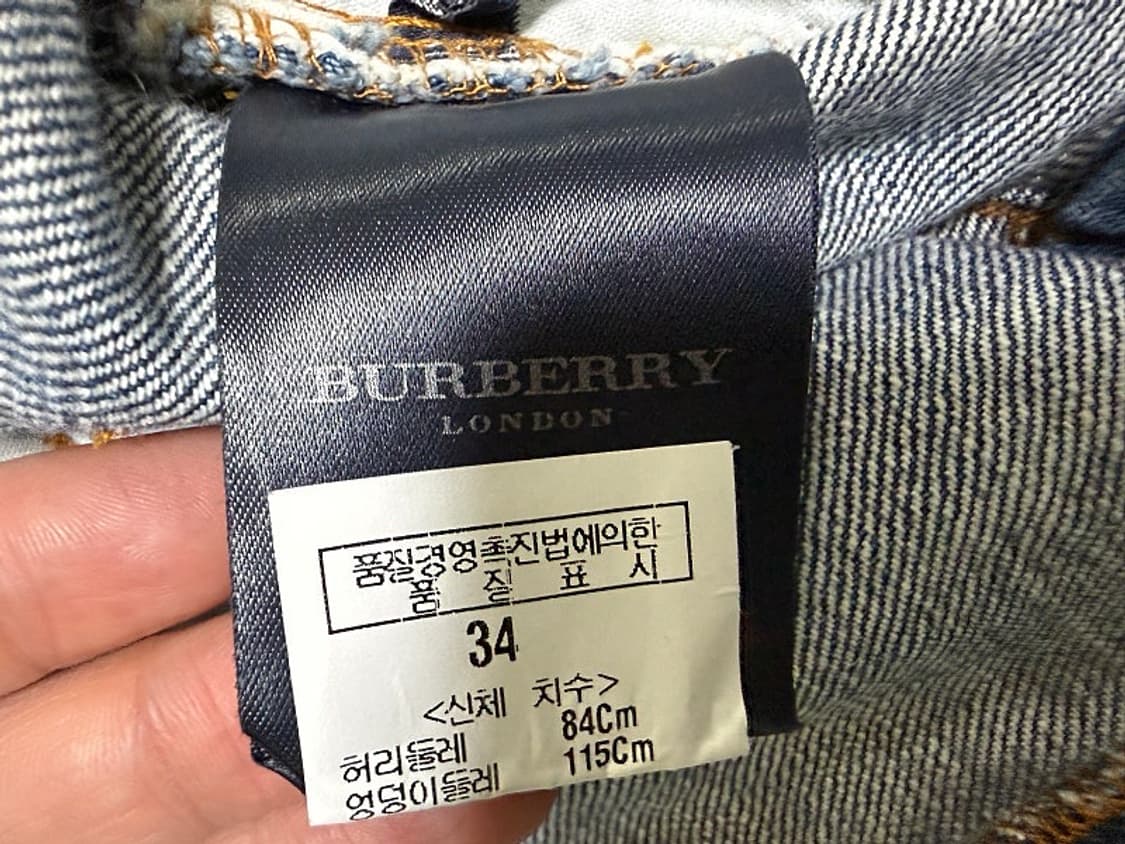 BURBERRY
LONDON
품질경영촉진법에의한
품 질 표 시
34
<신체 치수>
허리둘레 84Cm
엉덩이둘레 115Cm